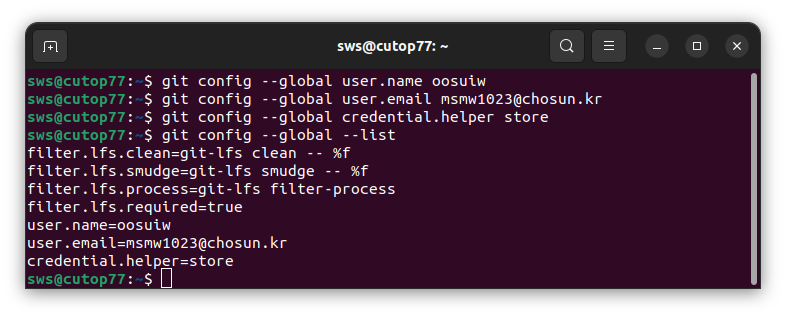 sws@cutop77: ~
sws@cutop77:~$ git config --global user.name oosuiw
sws@cutop77:~$ git config --global user.email msmw1023@chosun.kr
sws@cutop77:~$ git config --global credential.helper store
sws@cutop77:~$ git config --global --list
filter.lfs.clean=git-lfs clean -- %f
filter.lfs.smudge=git-lfs smudge -- %f
filter.lfs.process=git-lfs filter-process
filter.lfs.required=true
user.name=oosuiw
user.email=msmw1023@chosun.kr
credential.helper=store
sws@cutop77:~$